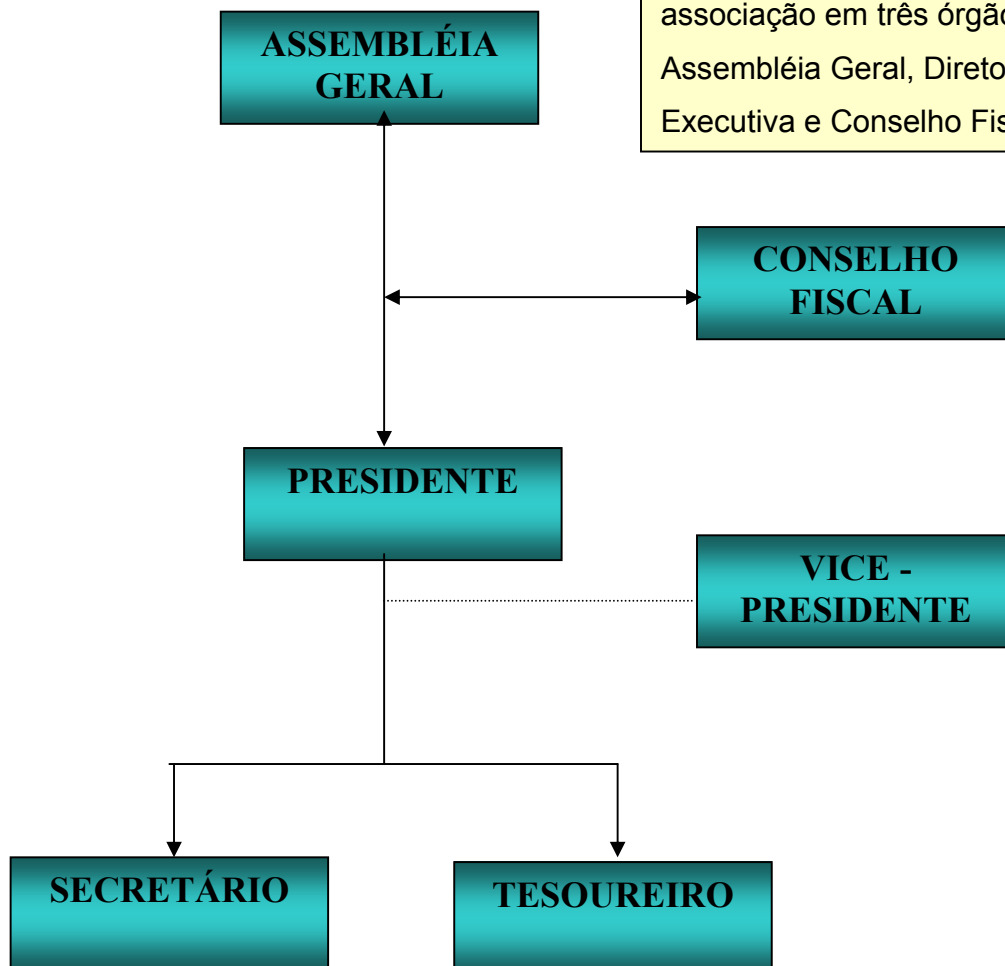 ASSEMBLÉIA
GERAL
associação em três
Assembléia Geral,
Executiva e Conselho
CONSELHO
FISCAL
PRESIDENTE
VICE -
PRESIDENTE
SECRETÁRIO
TESOUREIRO